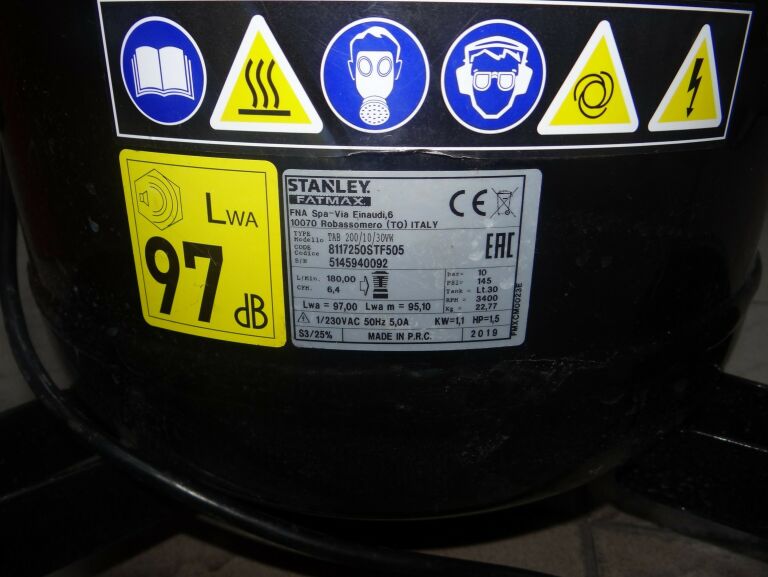 STANLEY.
FATMAX
FNA Spa-Via Einaudi,6
10070 Robassomero (TO) ITALY
CE
TYPE
Modello TAB 200/10/30VW
CODE
Codice 8117250STF505
S/N 5145940092
EAC
L/Min. 180,00
CFM. 6,4
bar= 10
PSI= 145
Tank = Lt.30
RPM = 3400
Kg = 22,77
Lwa = 97,00 Lwa m = 95,10
1/230VAC 50Hz 5,0A KW=1,1 HP=1,5
S3/25% MADE IN P.R.C. 2019
FMXCM0023E
LWA
97 dB